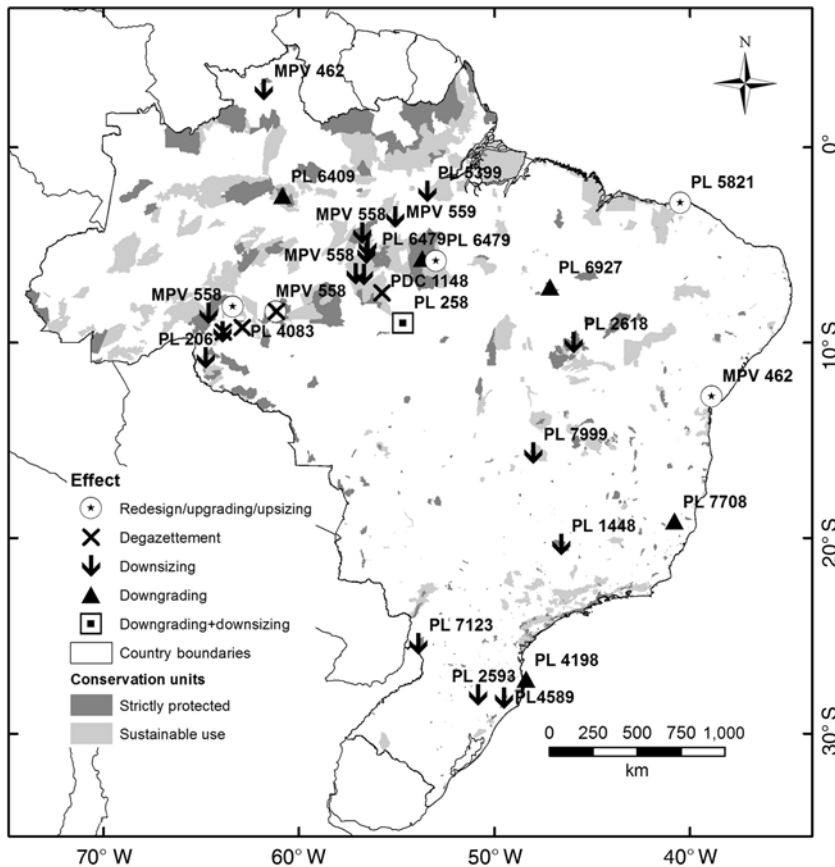 N
MPV 462
0°
PL 6409
PL 5399
PL 5821
MPV 558
MPV 559
PL 6479
PL 6479
MPV 558
PDC 1148
PL 6927
MPV 558
MPV 558
PL 258
PL 206
PL 4083
PL 2618
10° S
MPV 462
PL 7999
Effect
Redesign/upgrading/upsizing
Degazettement
Downsizing
Downgrading
Downgrading+downsizing
Country boundaries
Conservation units
Strictly protected
Sustainable use
PL 7708
PL 1448
20° S
PL 7123
PL 4198
PL 2593
PL4589
0 250 500 750 1,000
km
30° S
70° W 60° W 50° W 40° W